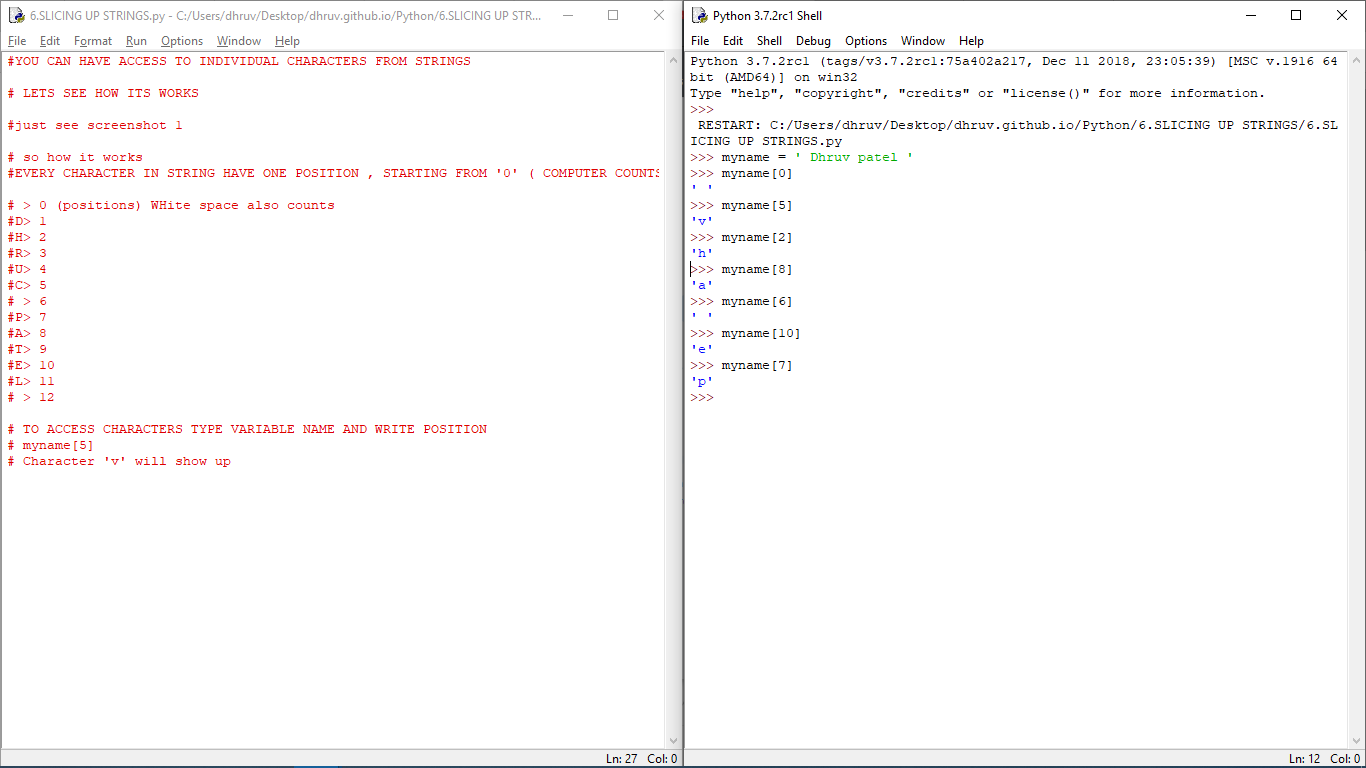 6.SLICING UP STRINGS.py - C:/Users/dhruv/Desktop/dhruv.github.io/Python/6.SLICING UP STR...
File Edit Format Run Options Window Help
#YOU CAN HAVE ACCESS TO INDIVIDUAL CHARACTERS FROM STRINGS
# LETS SEE HOW ITS WORKS
#just see screenshot 1
# so how it works
#EVERY CHARACTER IN STRING HAVE ONE POSITION , STARTING FROM '0' ( COMPUTER COUNTS
# > 0 (positions) WHite space also counts
#D> 1
#H> 2
#R> 3
#U> 4
#C> 5
# > 6
#P> 7
#A> 8
#T> 9
#E> 10
#L> 11
# > 12
# TO ACCESS CHARACTERS TYPE VARIABLE NAME AND WRITE POSITION
# myname[5]
# Character 'v' will show up
Ln: 27 Col: 0
Python 3.7.2rc1 Shell
File Edit Shell Debug Options Window Help
Python 3.7.2rc1 (tags/v3.7.2rc1:75a402a217, Dec 11 2018, 23:05:39) [MSC v.1916 64
bit (AMD64)] on win32
Type "help", "copyright", "credits" or "license()" for more information.
>>>
 RESTART: C:/Users/dhruv/Desktop/dhruv.github.io/Python/6.SLICING UP STRINGS/6.SL
ICING UP STRINGS.py
>>> myname = ' Dhruv patel '
>>> myname[0]
' '
>>> myname[5]
'v'
>>> myname[2]
'h'
>>> myname[8]
'a'
>>> myname[6]
' '
>>> myname[10]
'e'
>>> myname[7]
'p'
>>>
Ln: 12 Col: 0